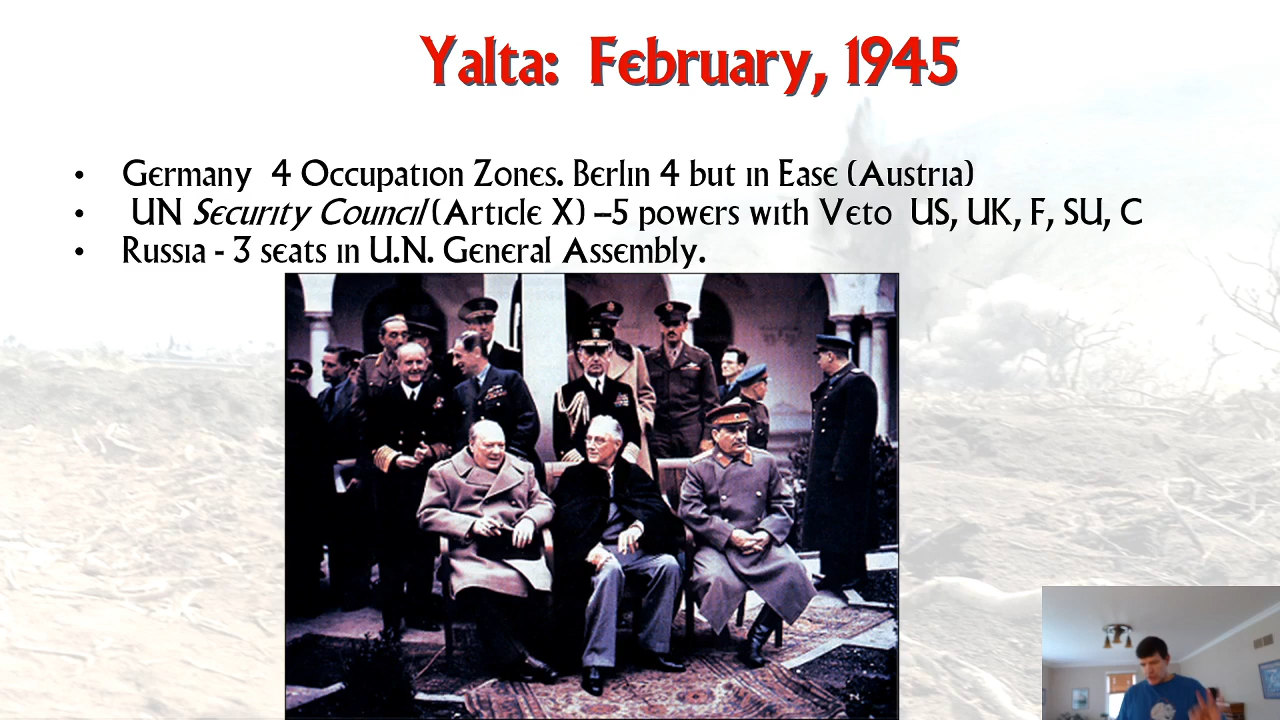 Yalta: February, 1945
• Germany 4 Occupation Zones. Berlin 4 but in Ease (Austria)
• UN Security Council (Article X) –5 powers with Veto US, UK, F, SU, C
• Russia - 3 seats in U.N. General Assembly.